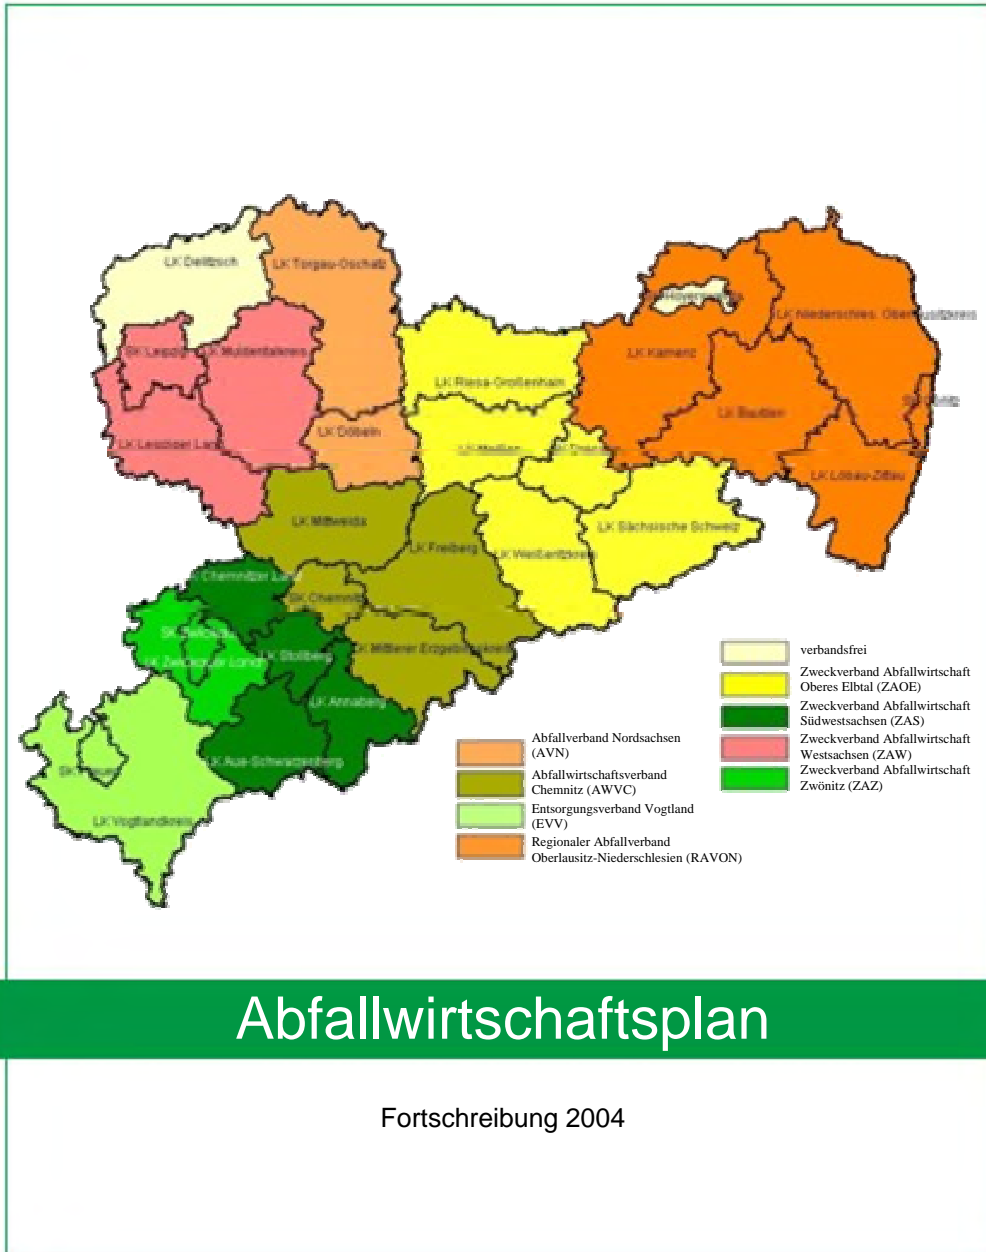 LK Delitzsch
LK Torgau-Oschatz
LK Niederschles. Oberlausitzkreis
SK Leipzig
LK Muldentalkreis
LK Kamenz
LK Riesa-Großenhain
LK Bautzen
LK Döbeln
LK Leipziger Land
LK Löbau-Zittau
LK Mittweida
LK Sächsische Schweiz
LK Freiberg
LK Weißeritzkreis
LK Chemnitzer Land
SK Chemnitz
SK Zwickau
LK Zwickauer Land
LK Stollberg
LK Mittlerer Erzgebirgskreis
LK Annaberg
LK Aue-Schwarzenberg
LK Vogtlandkreis
verbandsfrei
Zweckverband Abfallwirtschaft
Oberes Elbtal (ZAOE)
Zweckverband Abfallwirtschaft
Südwestsachsen (ZAS)
Zweckverband Abfallwirtschaft
Westsachsen (ZAW)
Zweckverband Abfallwirtschaft
Zwönitz (ZAZ)
Abfallverband Nordsachsen
(AVN)
Abfallwirtschaftsverband
Chemnitz (AWVC)
Entsorgungsverband Vogtland
(EVV)
Regionaler Abfallverband
Oberlausitz-Niederschlesien (RAVON)
Abfallwirtschaftsplan
Fortschreibung 2004